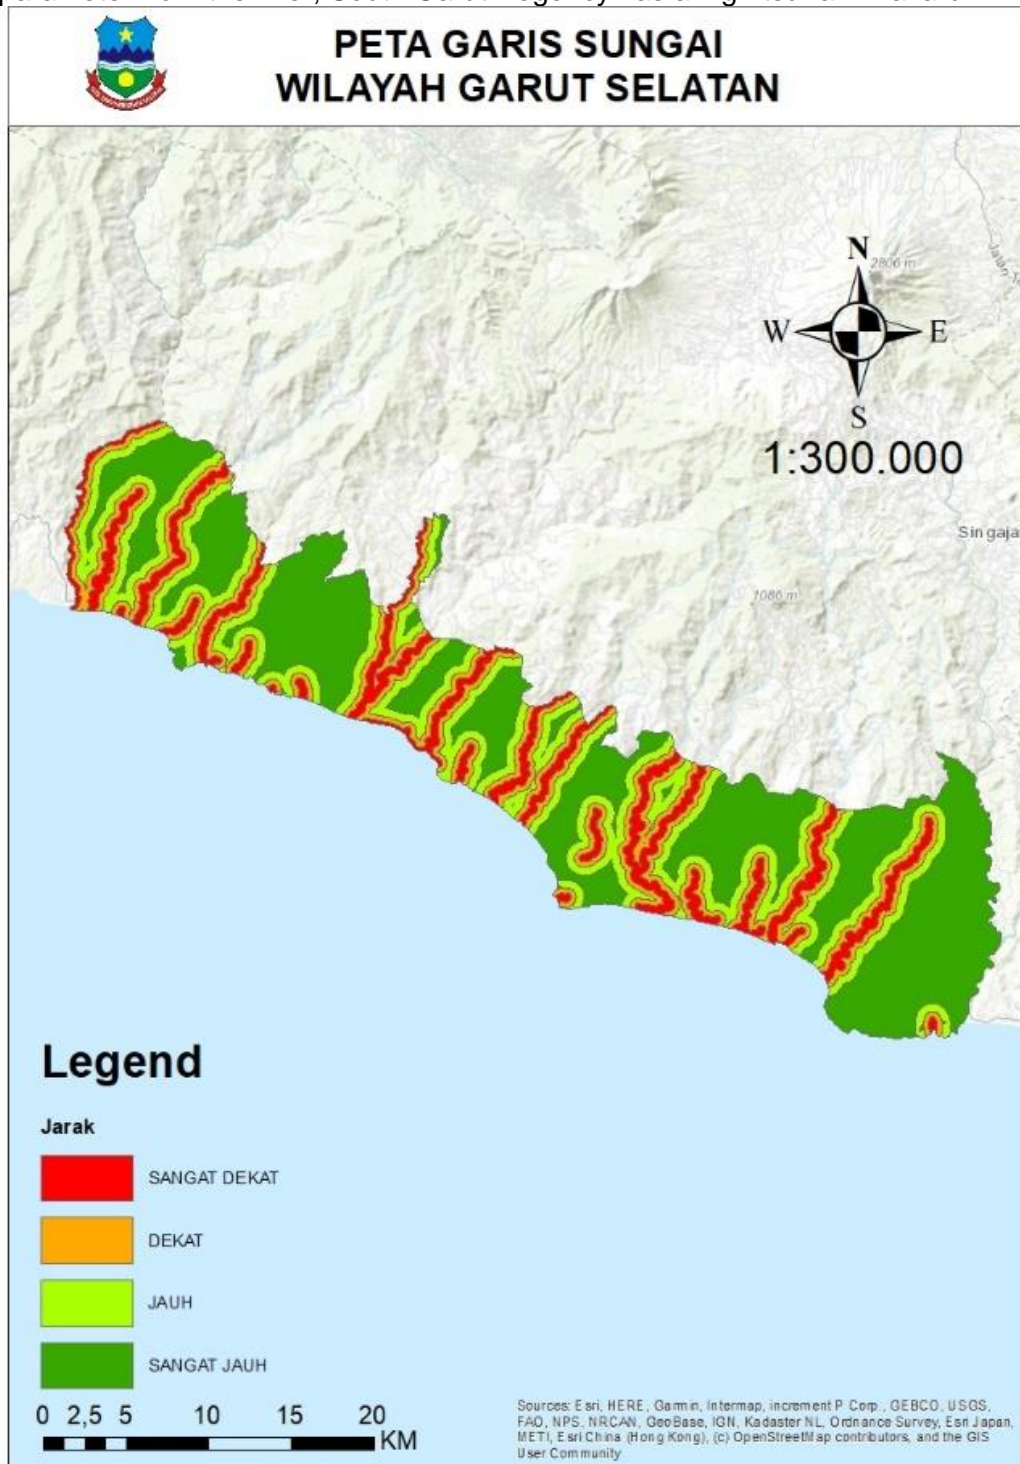 PETA GARIS SUNGAI
WILAYAH GARUT SELATAN
N
2806 m
W E
S
1:300.000
Singaja
1086 m
Legend
Jarak
SANGAT DEKAT
DEKAT
JAUH
SANGAT JAUH
0 2,5 5 10 15 20
KM
Sources: Esri, HERE, Garmin, Intermap, increment P Corp., GEBCO, USGS,
FAO, NPS, NRCAN, GeoBase, IGN, Kadaster NL, Ordnance Survey, Esri Japan,
METI, Esri China (Hong Kong), (c) OpenStreetMap contributors, and the GIS
User Community